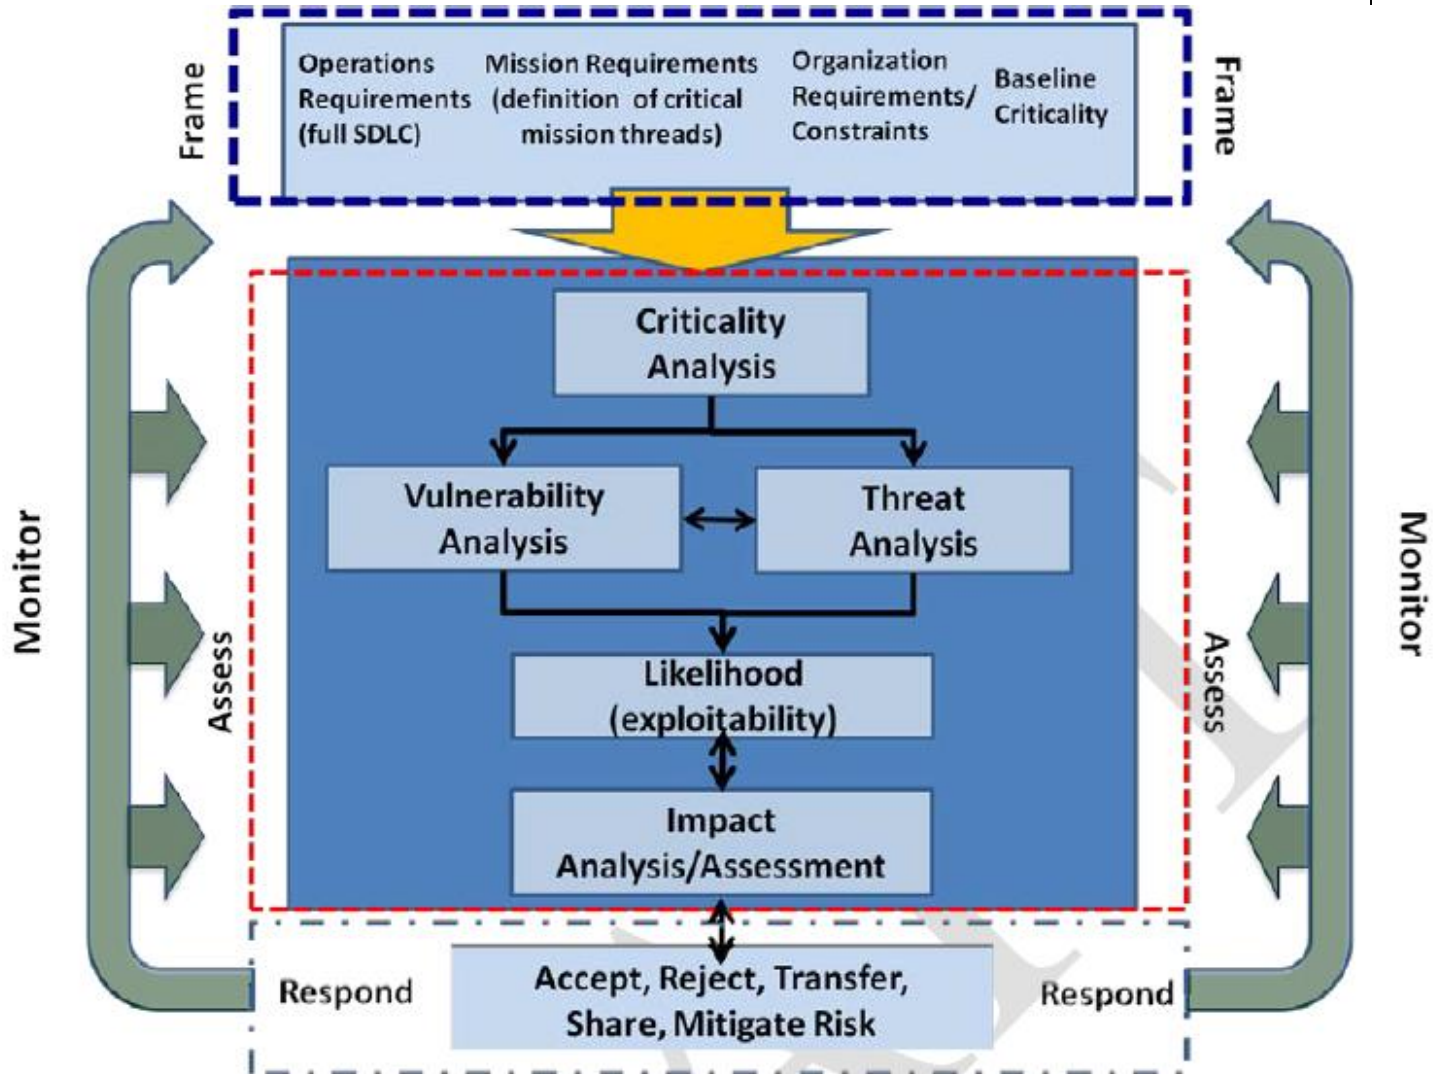 Frame
Operations
Requirements
(full SDLC)
Mission Requirements
(definition of critical
mission threads)
Organization
Requirements/
Constraints
Baseline
Criticality
Frame
Criticality
Analysis
Vulnerability
Analysis
Threat
Analysis
Monitor
Assess
Likelihood
(exploitability)
Assess
Monitor
Impact
Analysis/Assessment
Respond
Accept, Reject, Transfer,
Share, Mitigate Risk
Respond